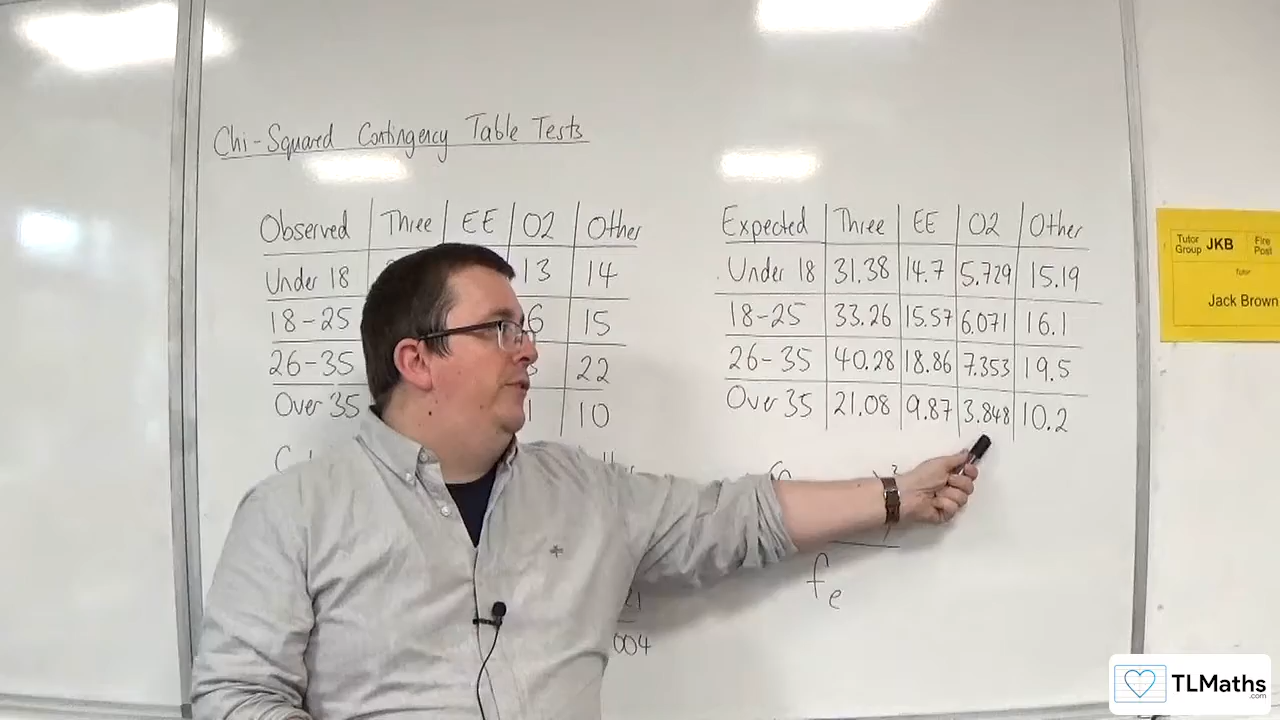 Chi-Squared Contingency Table Tests
Observed Three EE O2 Other
Under 18 13 14
18-25 6 15
26-35 22
Over 35 1 10
Expected Three EE O2 Other
Under 18 31.38 14.7 5.729 15.19
18-25 33.26 15.57 6.071 16.1
26-35 40.28 18.86 7.353 19.5
Over 35 21.08 9.87 3.848 10.2
fe
004
Tutor Group JKB Fire Post
Tutor
Jack Brown
TLMaths
.com